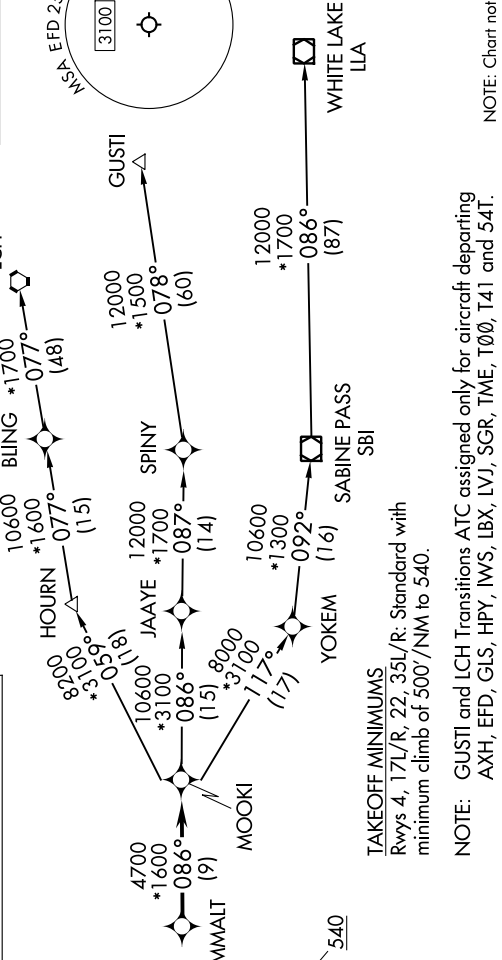 MSA EFD 25
3100
WHITE LAKE
LLA
NOTE: Chart not
GUSTI
12000
*1500
078°
(60)
12000
*1700
086°
(87)
*1700
077°
(48)
BLING
10600
*1600
077°
(15)
HOURN
SPINY
12000
*1700
087°
(14)
JAAYE
SABINE PASS
SBI
10600
*1300
092°
(16)
YOKEM
8200
*3100
059°
(18)
10600
*3100
086°
(15)
8000
*3100
117°
(17)
MOOKI
4700
*1600
086°
(9)
MMALT
540
TAKEOFF MINIMUMS
Rwys 4, 17L/R, 22, 35L/R: Standard with
minimum climb of 500'/NM to 540.
NOTE: GUSTI and LCH Transitions ATC assigned only for aircraft departing
AXH, EFD, GLS, HPY, IWS, LBX, LVJ, SGR, TME, TØØ, T41 and 54T.